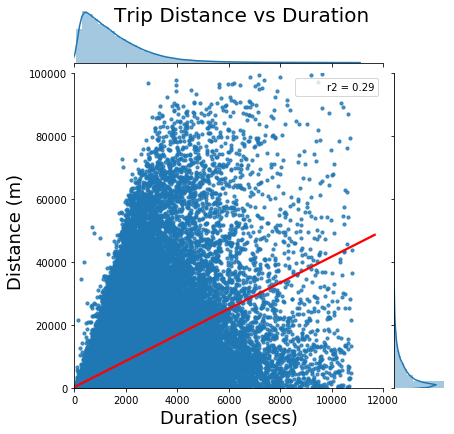 Trip Distance vs Duration
r2 = 0.29
100000
80000
60000
40000
20000
0
Distance (m)
0 2000 4000 6000 8000 10000 12000
Duration (secs)